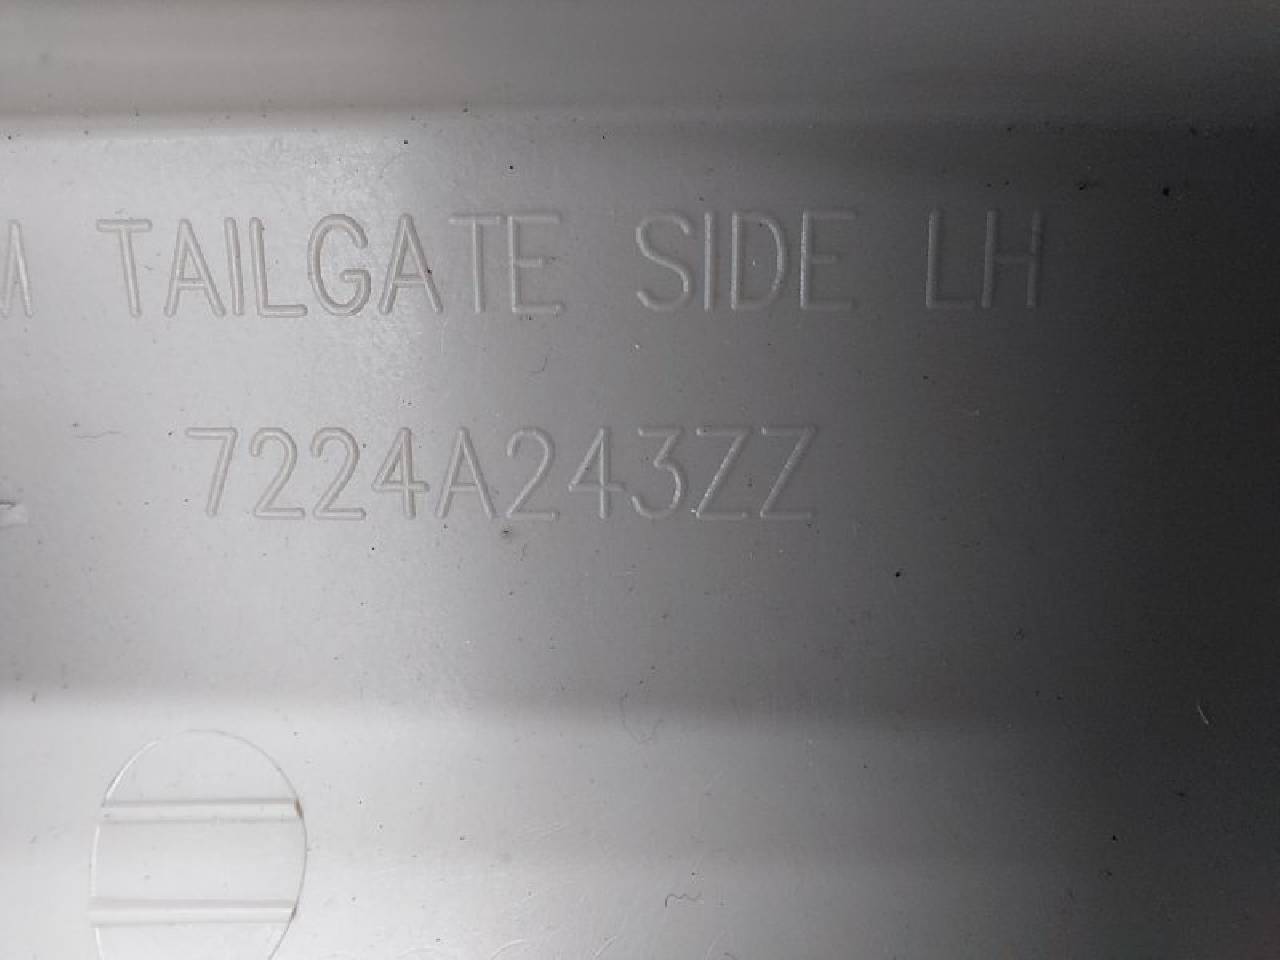 M TAILGATE SIDE LH
7224A243ZZ